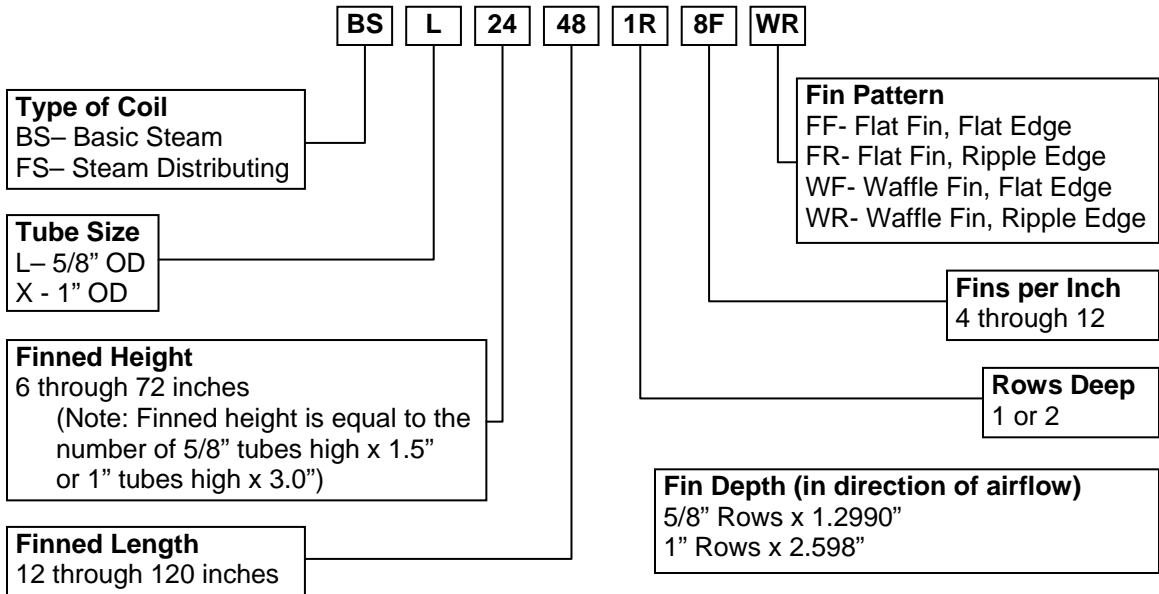 BS L 24 48 1R 8F WR
Type of Coil
BS– Basic Steam
FS– Steam Distributing
Tube Size
L– 5/8” OD
X - 1” OD
Finned Height
6 through 72 inches
(Note: Finned height is equal to the
number of 5/8” tubes high x 1.5”
or 1” tubes high x 3.0”)
Finned Length
12 through 120 inches
Fin Pattern
FF- Flat Fin, Flat Edge
FR- Flat Fin, Ripple Edge
WF- Waffle Fin, Flat Edge
WR- Waffle Fin, Ripple Edge
Fins per Inch
4 through 12
Rows Deep
1 or 2
Fin Depth (in direction of airflow)
5/8” Rows x 1.2990”
1” Rows x 2.598”